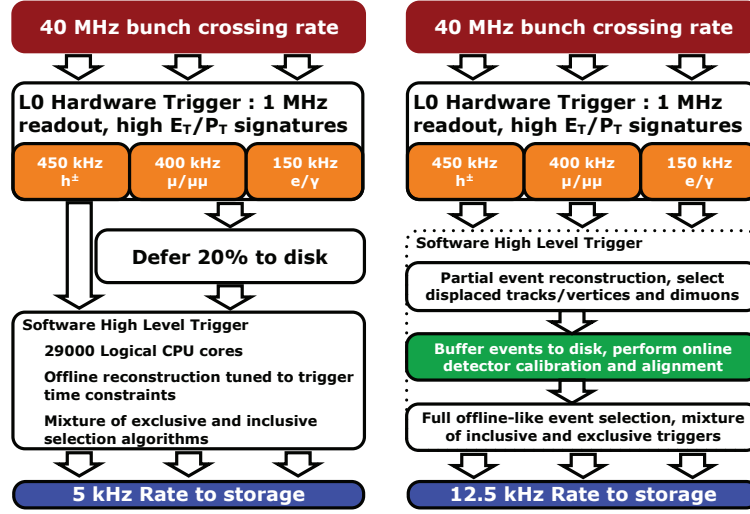 40 MHz bunch crossing rate
L0 Hardware Trigger : 1 MHz
readout, high ET/PT signatures
450 kHz
h±
400 kHz
μ/μμ
150 kHz
e/γ
Defer 20% to disk
Software High Level Trigger
29000 Logical CPU cores
Offline reconstruction tuned to trigger
time constraints
Mixture of exclusive and inclusive
selection algorithms
5 kHz Rate to storage
40 MHz bunch crossing rate
L0 Hardware Trigger : 1 MHz
readout, high ET/PT signatures
450 kHz
h±
400 kHz
μ/μμ
150 kHz
e/γ
Software High Level Trigger
Partial event reconstruction, select
displaced tracks/vertices and dimuons
Buffer events to disk, perform online
detector calibration and alignment
Full offline-like event selection, mixture
of inclusive and exclusive triggers
12.5 kHz Rate to storage